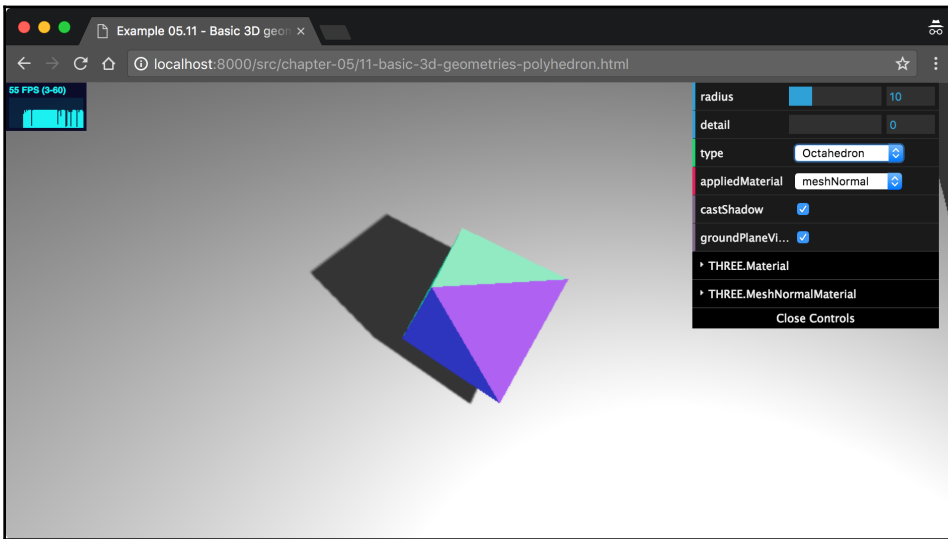 Example 05.11 - Basic 3D geom
localhost:8000/src/chapter-05/11-basic-3d-geometries-polyhedron.html
55 FPS (3-60)
radius 10
detail 0
type Octahedron
appliedMaterial meshNormal
castShadow
groundPlaneVi...
THREE.Material
THREE.MeshNormalMaterial
Close Controls